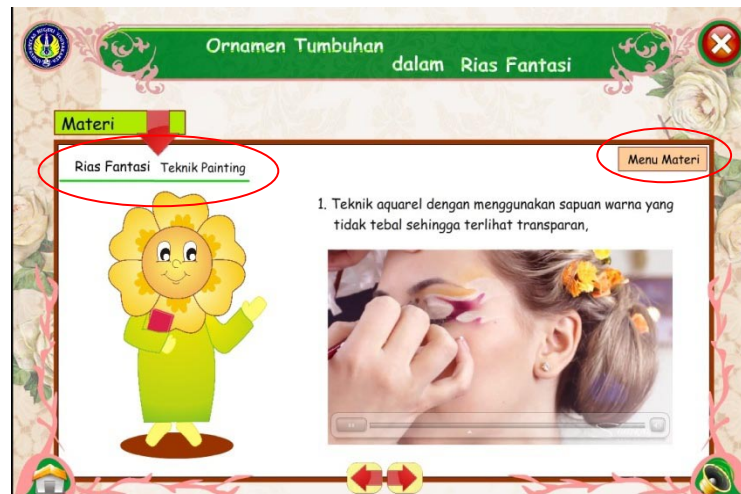 Ornamen Tumbuhan
dalam Rias Fantasi
Materi
Rias Fantasi Teknik Painting
Menu Materi
1. Teknik aquarel dengan menggunakan sapuan warna yang
tidak tebal sehingga terlihat transparan,